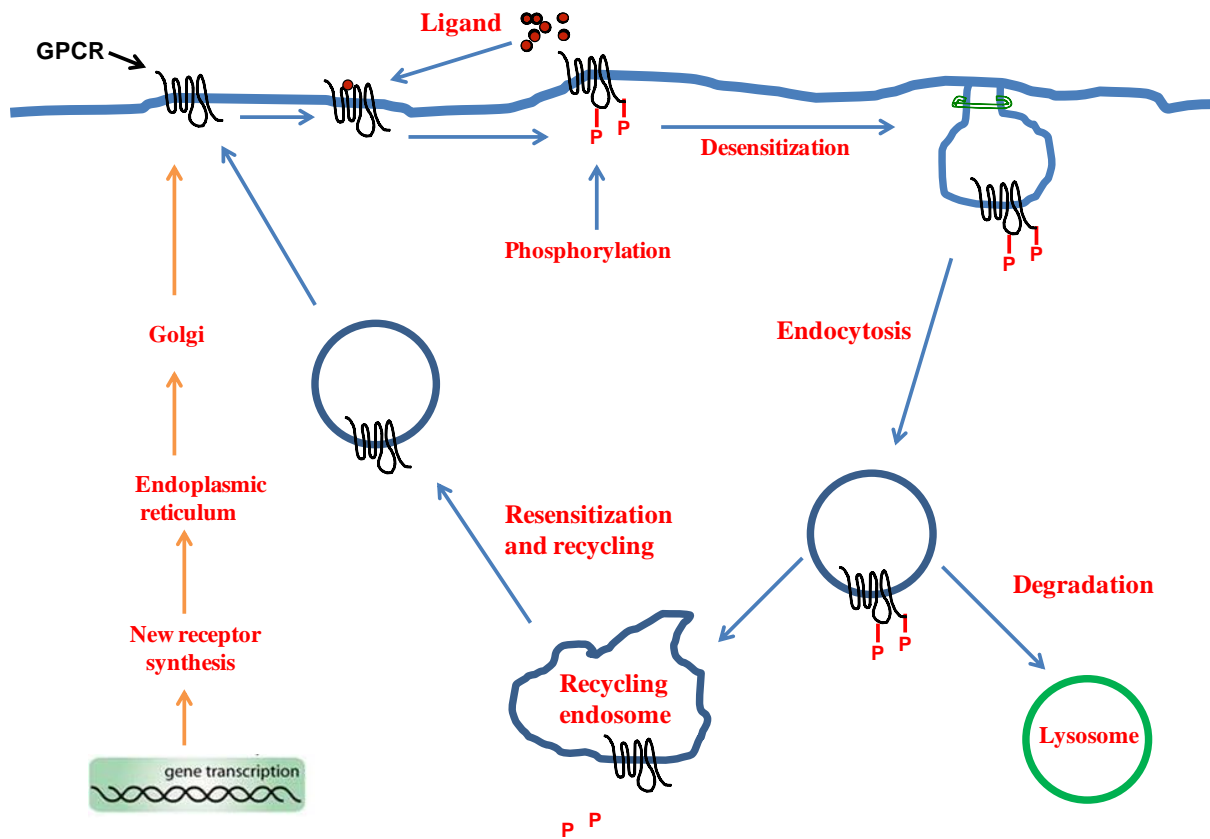 Ligand
GPCR
P
P
Desensitization
Phosphorylation
P
P
Golgi
Endocytosis
Endoplasmic
reticulum
Resensitization
and recycling
Degradation
New receptor
synthesis
P
P
Recycling
endosome
Lysosome
gene transcription
P
P